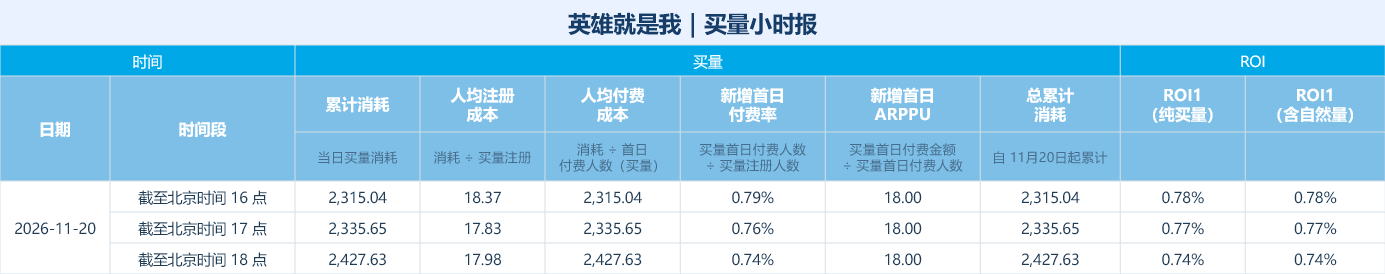 英雄就是我｜买量小时报
时间 买量 ROI
日期 时间段 累计消耗 人均注册成本 人均付费成本 新增首日付费率 新增首日ARPPU 总累计消耗 ROI1（纯买量） ROI1（含自然量）
当日买量消耗 消耗 ÷ 买量注册 消耗 ÷ 首日付费人数（买量） 买量首日付费人数 ÷ 买量注册人数 买量首日付费金额 ÷ 买量首日付费人数 自 11月20日起累计
2026-11-20
截至北京时间 16 点 2,315.04 18.37 2,315.04 0.79% 18.00 2,315.04 0.78% 0.78%
截至北京时间 17 点 2,335.65 17.83 2,335.65 0.76% 18.00 2,335.65 0.77% 0.77%
截至北京时间 18 点 2,427.63 17.98 2,427.63 0.74% 18.00 2,427.63 0.74% 0.74%